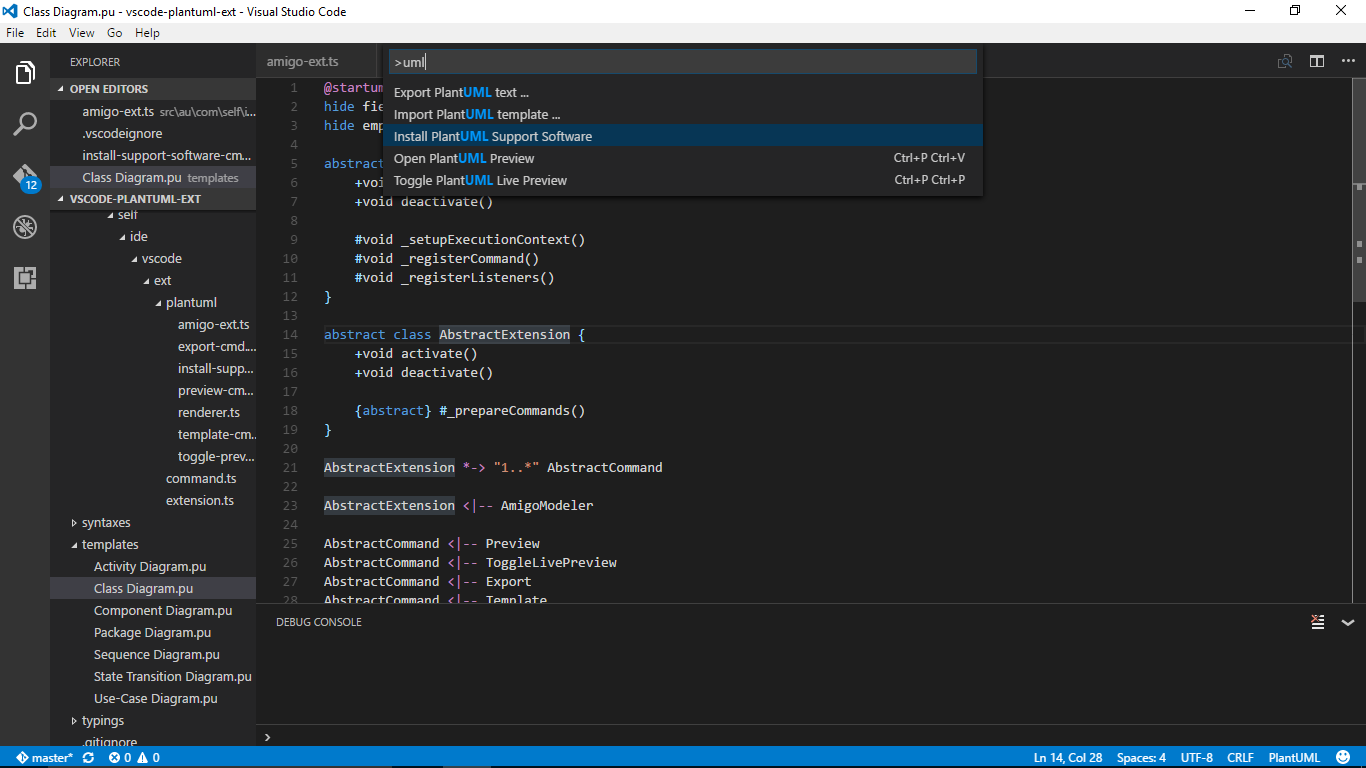 Class Diagram.pu - vscode-plantuml-ext - Visual Studio Code
File Edit View Go Help
EXPLORER
OPEN EDITORS
amigo-ext.ts src\au\com\self\i...
.vscodeignore
install-support-software-cm...
Class Diagram.pu templates
VSCODE-PLANTUML-EXT
self
ide
vscode
ext
plantuml
amigo-ext.ts
export-cmd....
install-supp...
preview-cm...
renderer.ts
template-cm...
toggle-prev...
command.ts
extension.ts
syntaxes
templates
Activity Diagram.pu
Class Diagram.pu
Component Diagram.pu
Package Diagram.pu
Sequence Diagram.pu
State Transition Diagram.pu
Use-Case Diagram.pu
typings
.gitignore
12
amigo-ext.ts
>uml
Export PlantUML text ...
Import PlantUML template ...
Install PlantUML Support Software
Open PlantUML Preview Ctrl+P Ctrl+V
Toggle PlantUML Live Preview Ctrl+P Ctrl+P
1 @startum
2 hide fie
3 hide emp
4
5 abstract
6 +voi
7 +void deactivate()
8
9 #void _setupExecutionContext()
10 #void _registerCommand()
11 #void _registerListeners()
12 }
13
14 abstract class AbstractExtension {
15 +void activate()
16 +void deactivate()
17
18 {abstract} #_prepareCommands()
19 }
20
21 AbstractExtension *-> "1..*" AbstractCommand
22
23 AbstractExtension <|-- AmigoModeler
24
25 AbstractCommand <|-- Preview
26 AbstractCommand <|-- ToggleLivePreview
27 AbstractCommand <|-- Export
28 AbstractCommand <|-- Template
DEBUG CONSOLE
>
master* 0 0 Ln 14, Col 28 Spaces: 4 UTF-8 CRLF PlantUML